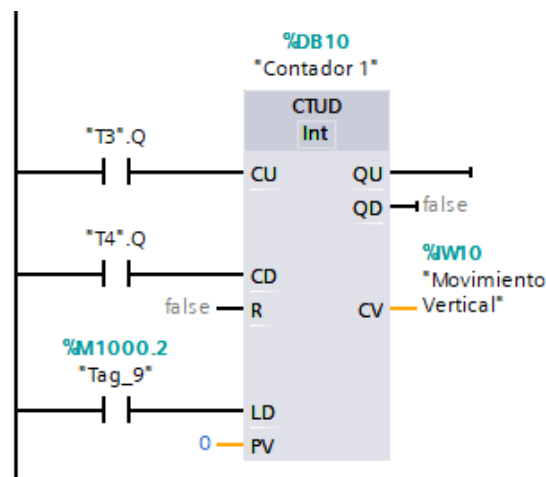 %DB10
"Contador 1"
CTUD
Int
"T3".Q
CU QU
QD false
"T4".Q
CD
%IW10
"Movimiento
Vertical"
false R CV
%M1000.2
"Tag_9"
LD
0 PV